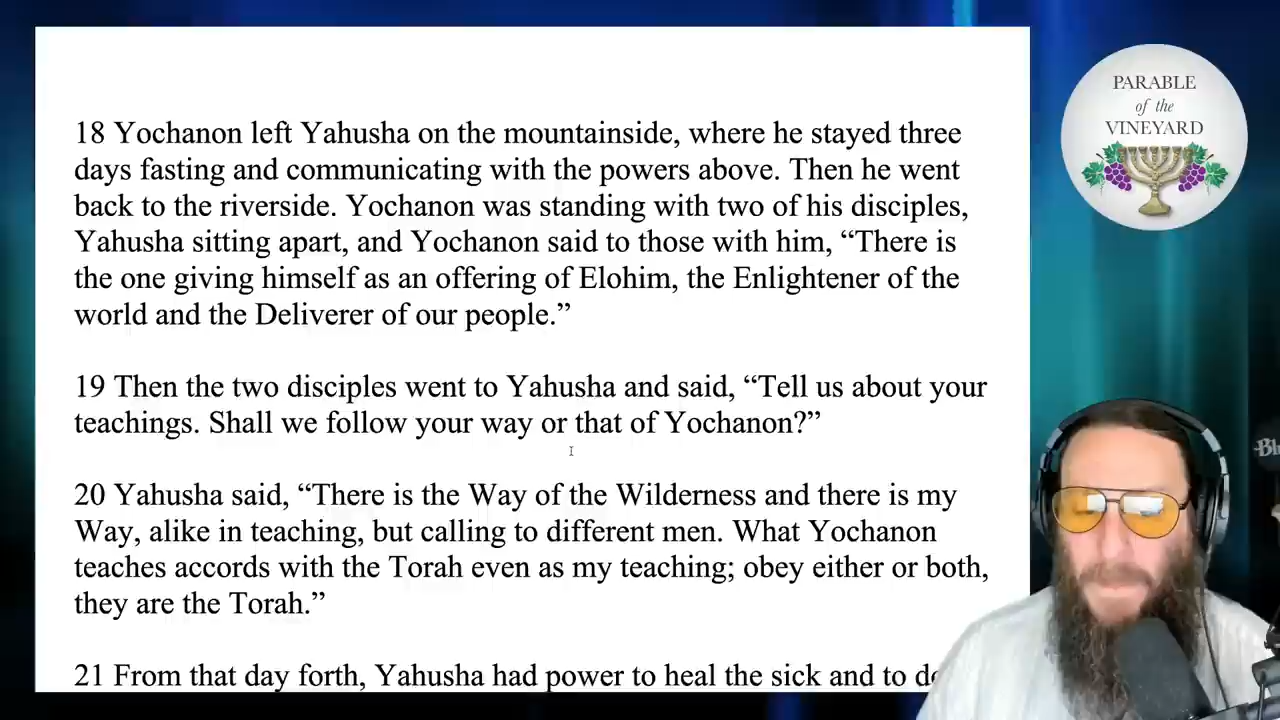 18 Yochanon left Yahusha on the mountainside, where he stayed three
days fasting and communicating with the powers above. Then he went
back to the riverside. Yochanon was standing with two of his disciples,
Yahusha sitting apart, and Yochanon said to those with him, “There is
the one giving himself as an offering of Elohim, the Enlightener of the
world and the Deliverer of our people.”
19 Then the two disciples went to Yahusha and said, “Tell us about your
teachings. Shall we follow your way or that of Yochanon?”
20 Yahusha said, “There is the Way of the Wilderness and there is my
Way, alike in teaching, but calling to different men. What Yochanon
teaches accords with the Torah even as my teaching; obey either or both,
they are the Torah.”
21 From that day forth, Yahusha had power to heal the sick and to
PARABLE
of the
VINEYARD